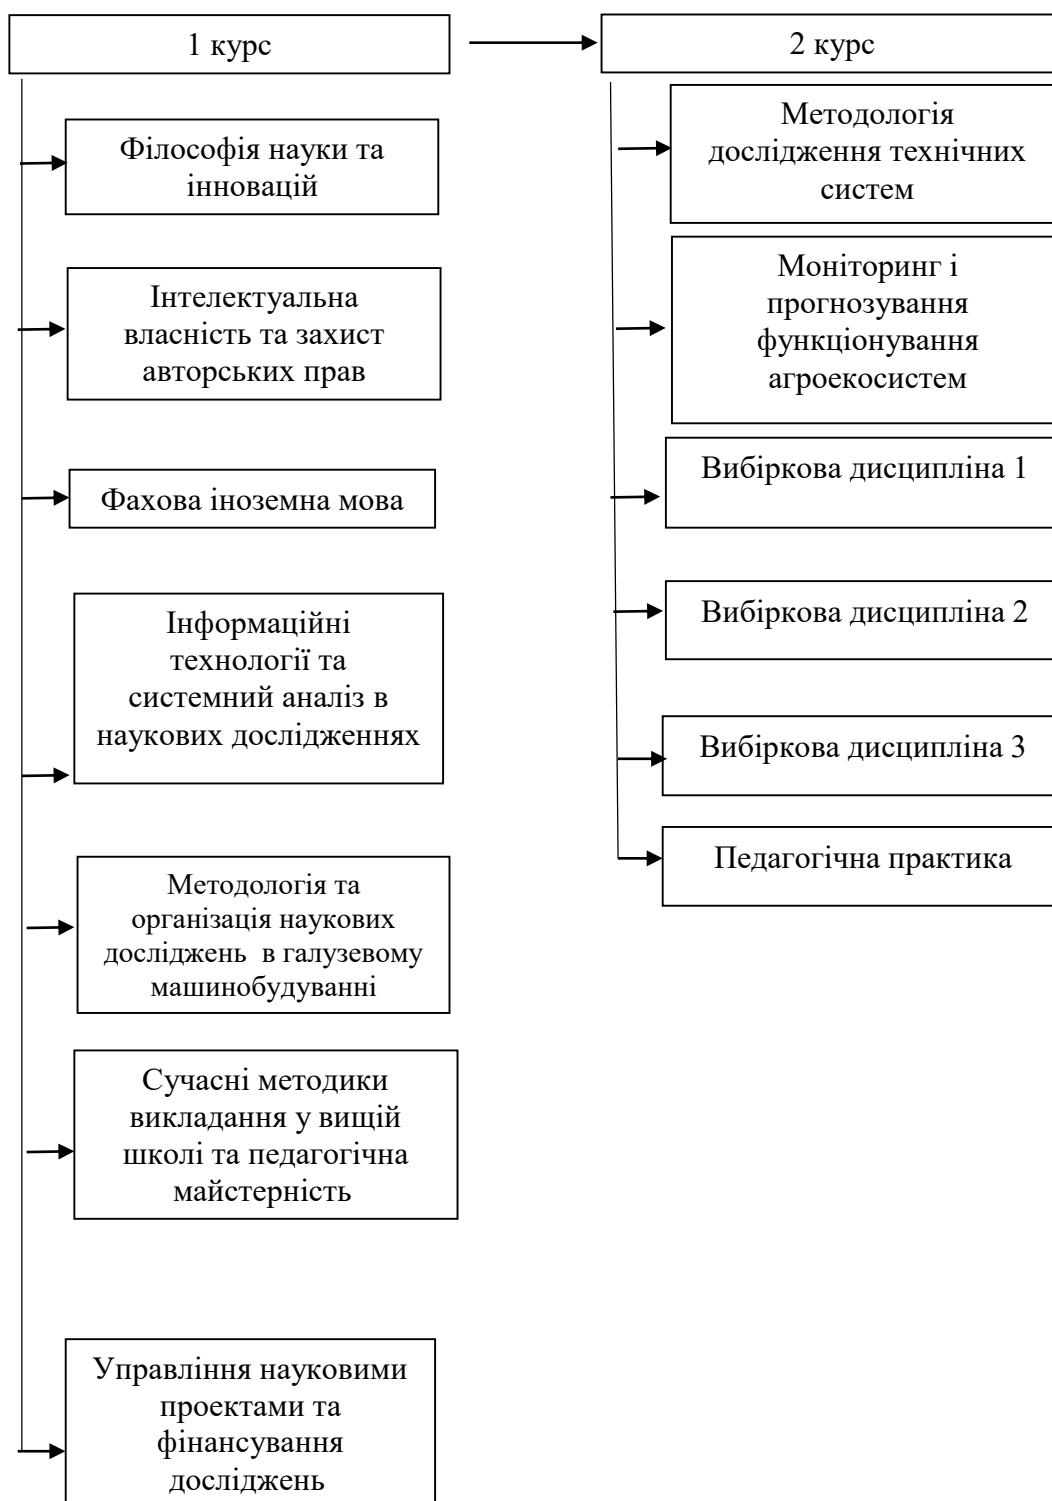 1 курс
Філософія науки та
інновацій
Інтелектуальна
власність та захист
авторських прав
Фахова іноземна мова
Інформаційні
технології та
системний аналіз в
наукових дослідженнях
Методологія та
організація наукових
досліджень в галузевому
машинобудуванні
Сучасні методики
викладання у вищій
школі та педагогічна
майстерність
Управління науковими
проектами та
фінансування
досліджень
2 курс
Методологія
дослідження технічних
систем
Моніторинг і
прогнозування
функціонування
агроекосистем
Вибіркова дисципліна 1
Вибіркова дисципліна 2
Вибіркова дисципліна 3
Педагогічна практика